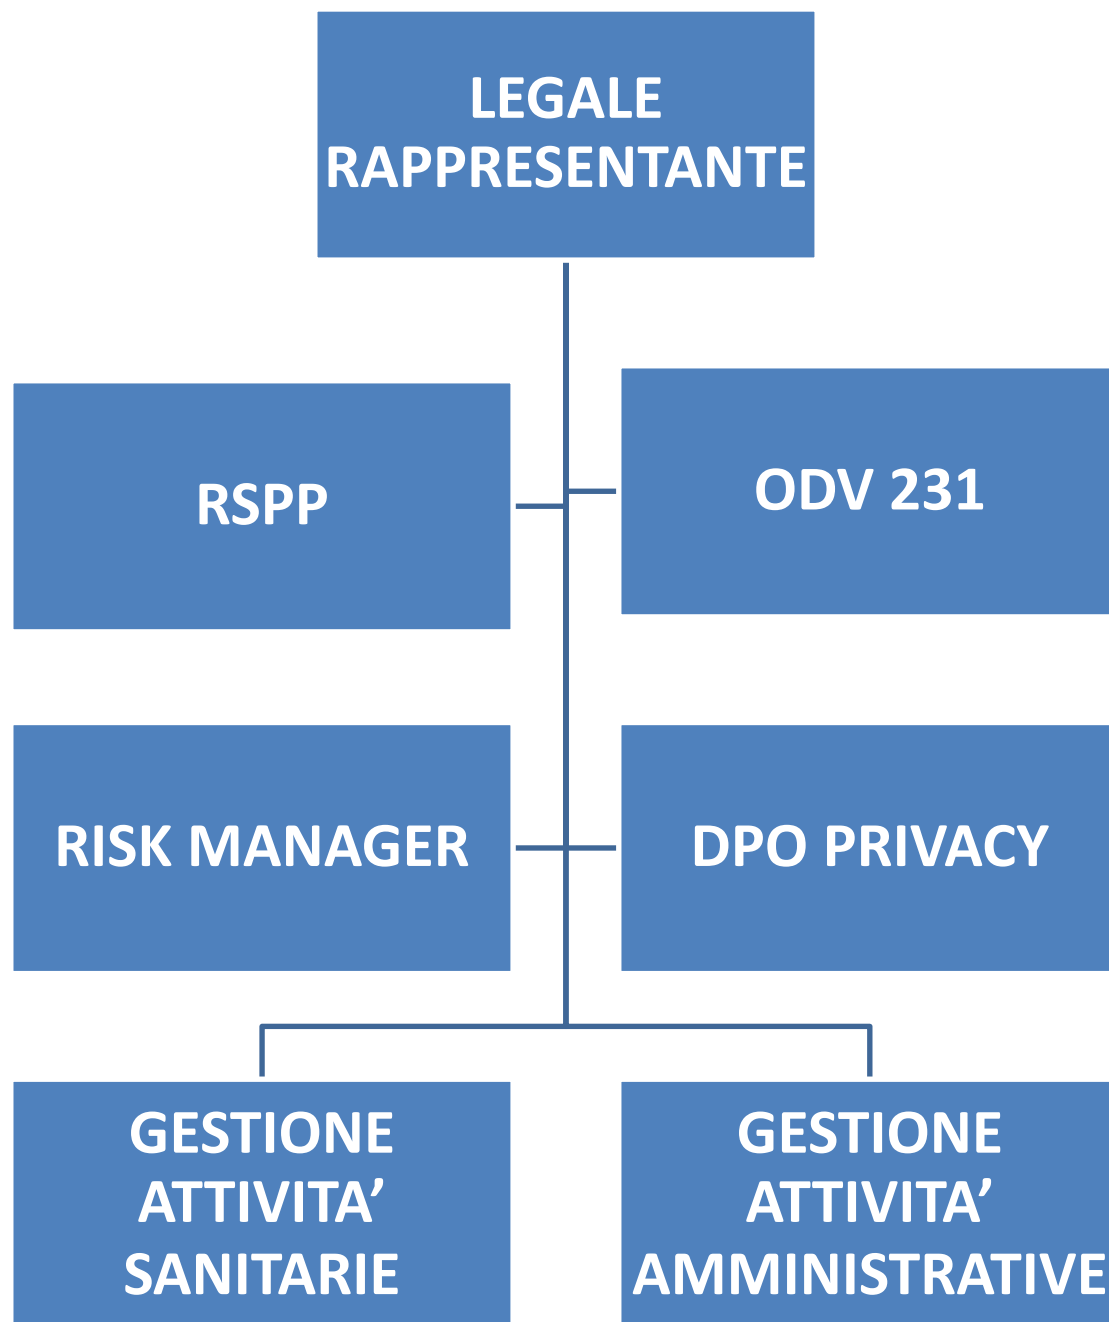 LEGALE
RAPPRESENTANTE
RSPP
ODV 231
RISK MANAGER
DPO PRIVACY
GESTIONE
ATTIVITA’
SANITARIE
GESTIONE
ATTIVITA’
AMMINISTRATIVE